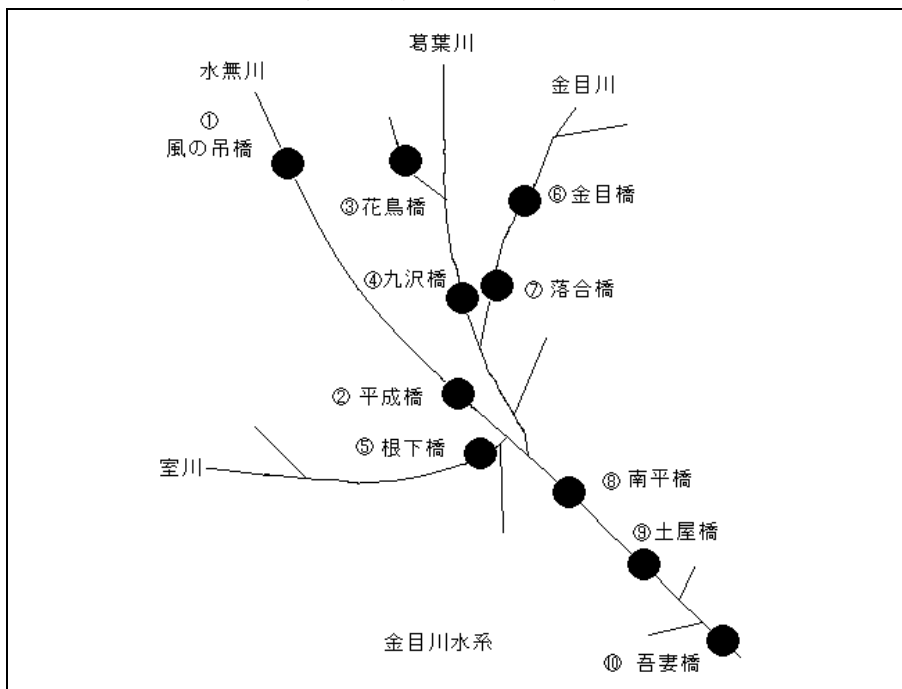 葛葉川
水無川
金目川
①
風の吊橋
③花鳥橋
⑥金目橋
④九沢橋
⑦落合橋
②平成橋
⑤根下橋
室川
⑧南平橋
⑨土屋橋
金目川水系
⑩吾妻橋